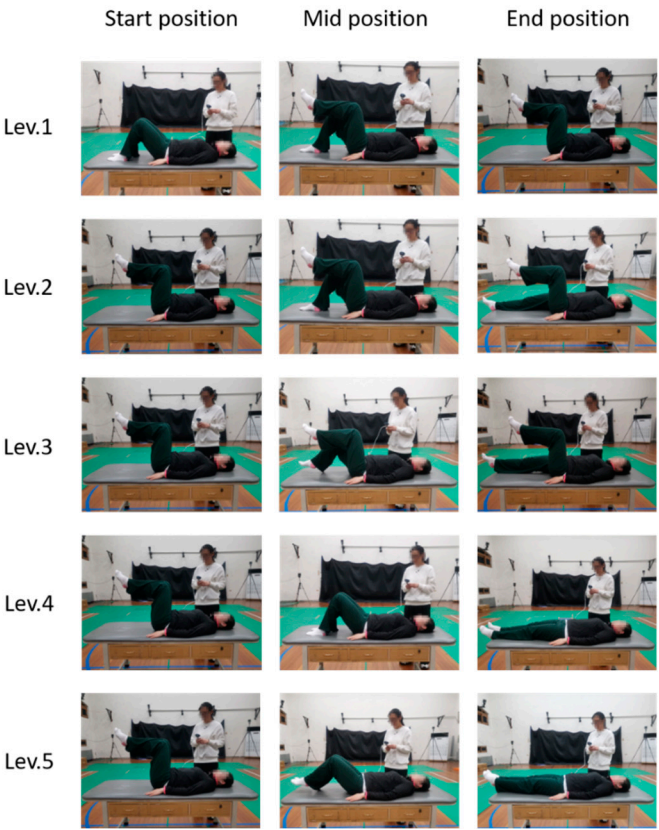 Start position
Mid position
End position
Lev.1
Lev.2
Lev.3
Lev.4
Lev.5